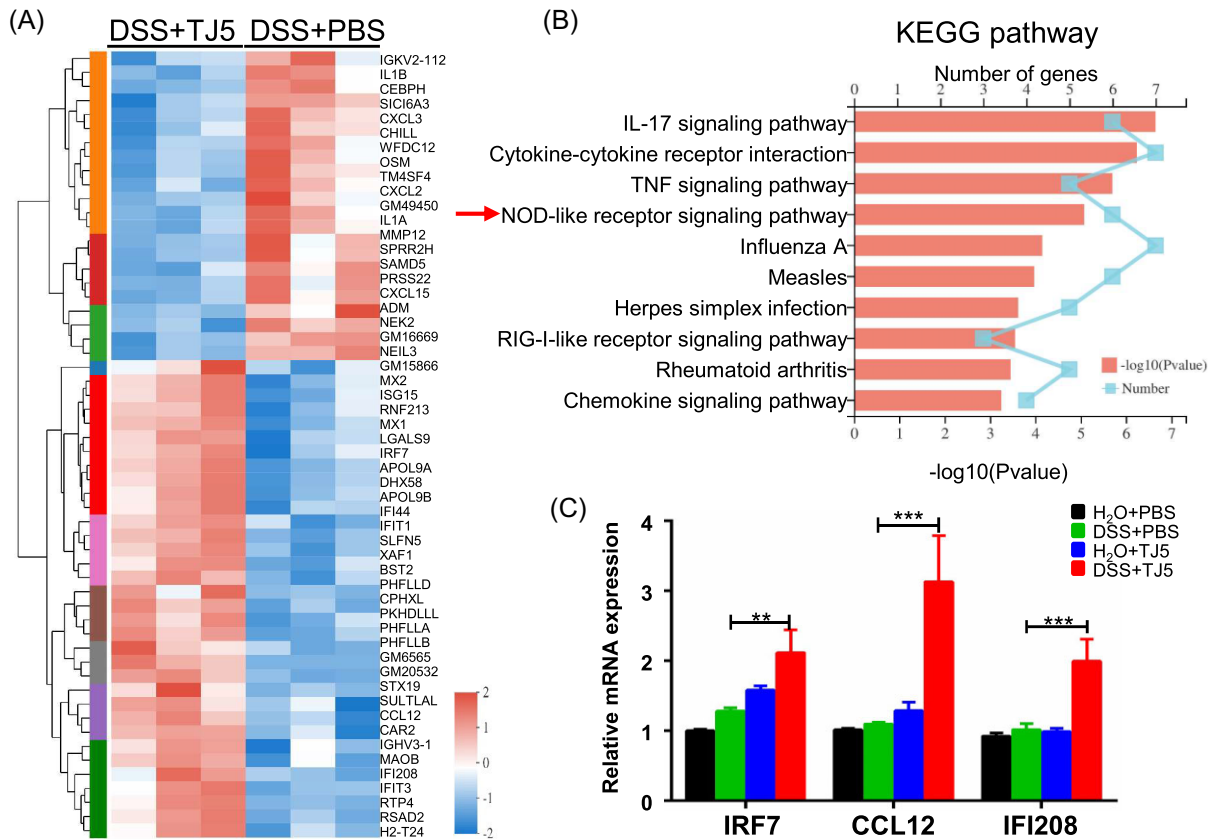 (A)
DSS+TJ5 DSS+PBS
IGKV2-112
IL1B
CEBPH
SICI6A3
CXCL3
CHILL
WFDC12
OSM
TM4SF4
CXCL2
GM49450
IL1A
MMP12
SPRR2H
SAMD5
PRSS22
CXCL15
ADM
NEK2
GM16669
NEIL3
GM15866
MX2
ISG15
RNF213
MX1
LGALS9
IRF7
APOL9A
DHX58
APOL9B
IFI44
IFIT1
SLFN5
XAF1
BST2
PHFLLD
CPHXL
PKHDLLL
PHFLLA
PHFLLB
GM6565
GM20532
STX19
SULTLAL
CCL12
CAR2
IGHV3-1
MAOB
IFI208
IFIT3
RTP4
RSAD2
H2-T24
2
1
0
-1
-2
(B)
KEGG pathway
Number of genes
0 1 2 3 4 5 6 7
IL-17 signaling pathway
Cytokine-cytokine receptor interaction
TNF signaling pathway
NOD-like receptor signaling pathway
Influenza A
Measles
Herpes simplex infection
RIG-I-like receptor signaling pathway
Rheumatoid arthritis
Chemokine signaling pathway
-log10(Pvalue)
Number
0 1 2 3 4 5 6 7
-log10(Pvalue)
(C)
Relative mRNA expression
4
3
2
1
0
**
***
***
H2O+PBS
DSS+PBS
H2O+TJ5
DSS+TJ5
IRF7 CCL12 IFI208